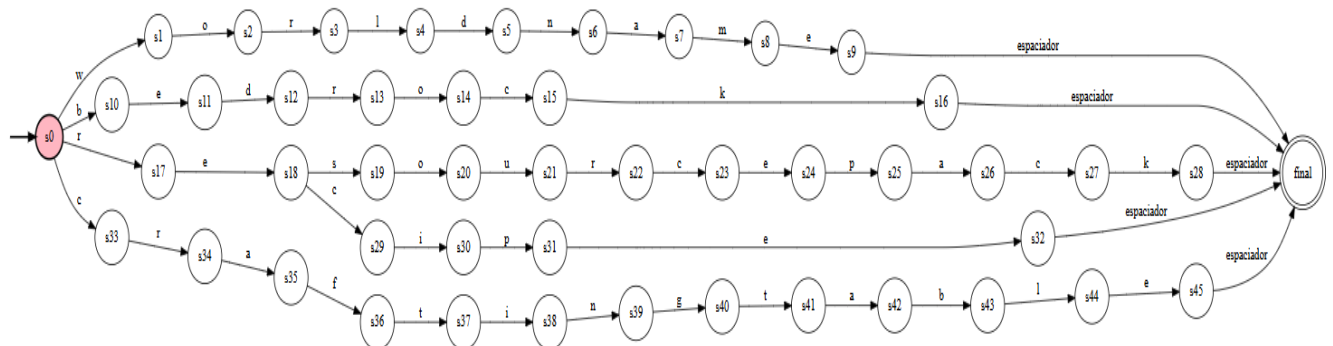 w s1 o s2 r s3 l s4 d s5 n s6 a s7 m s8 e s9 espaciador
b s10 e s11 d s12 r s13 o s14 c s15 k s16 espaciador
s0
r s17 e s18 s s19 o s20 u s21 r s22 c s23 e s24 p s25 a s26 c s27 k s28 espaciador final
c s29 i s30 p s31 e s32 espaciador
c s33 r s34 a s35 f s36 t s37 i s38 n s39 g s40 t s41 a s42 b s43 l s44 e s45 espaciador